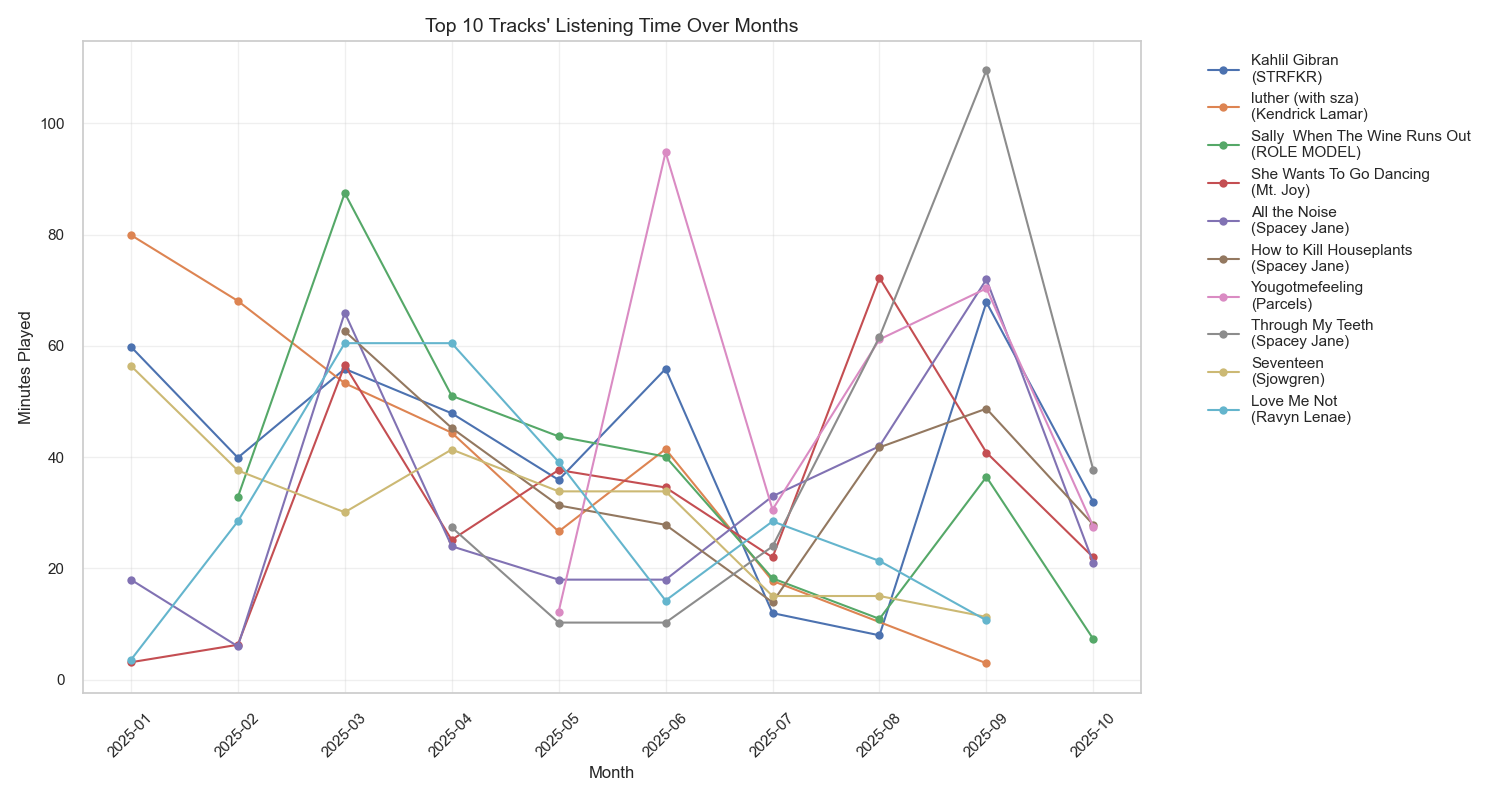 Top 10 Tracks' Listening Time Over Months
Minutes Played
100
80
60
40
20
0
2025-01
2025-02
2025-03
2025-04
2025-05
2025-06
2025-07
2025-08
2025-09
2025-10
Month
Kahlil Gibran
(STRFKR)
luther (with sza)
(Kendrick Lamar)
Sally  When The Wine Runs Out
(ROLE MODEL)
She Wants To Go Dancing
(Mt. Joy)
All the Noise
(Spacey Jane)
How to Kill Houseplants
(Spacey Jane)
Yougotmefeeling
(Parcels)
Through My Teeth
(Spacey Jane)
Seventeen
(Sjowgren)
Love Me Not
(Ravyn Lenae)